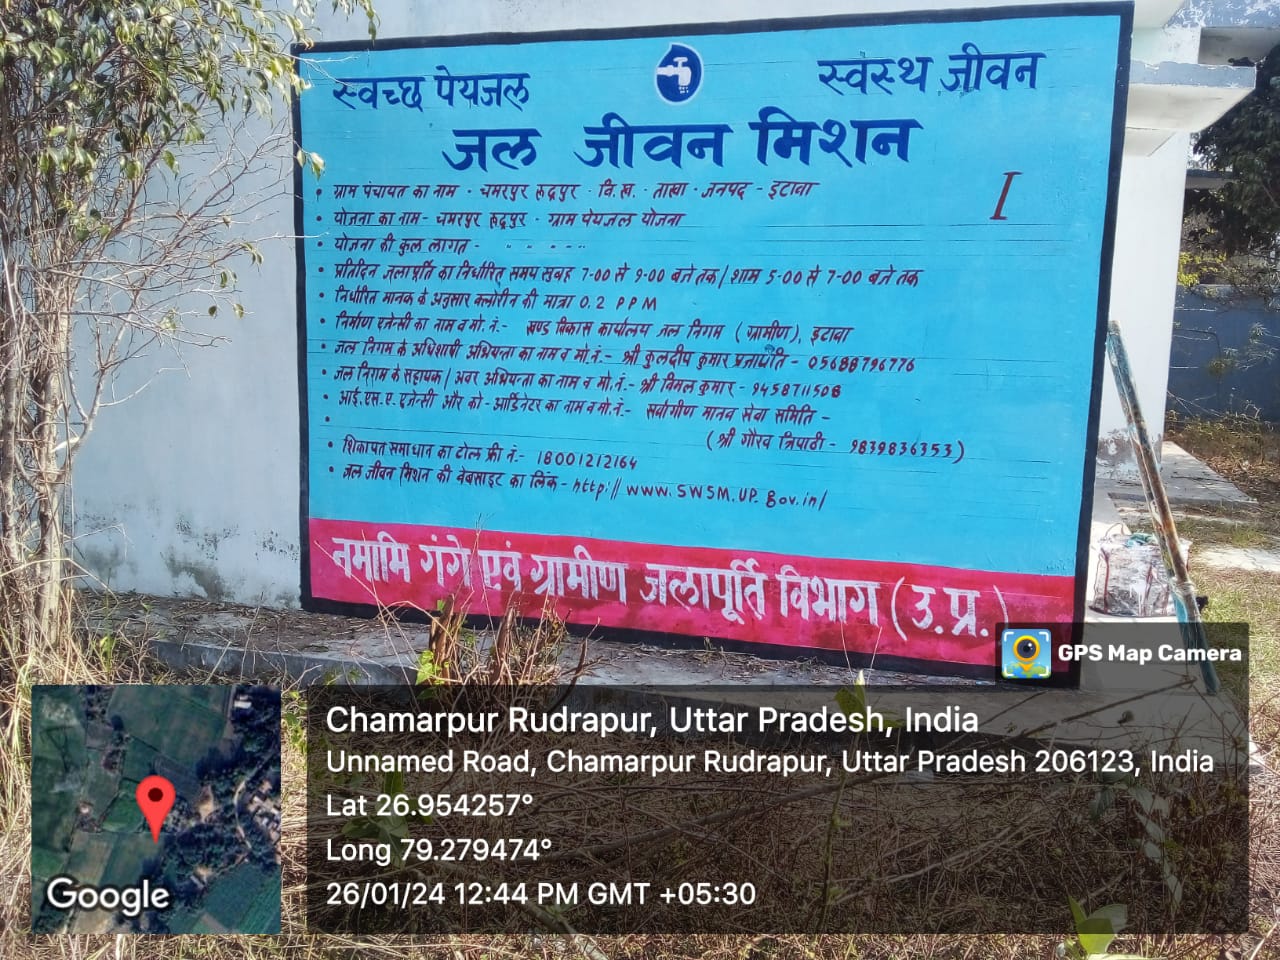 स्वच्छ पेयजल
स्वस्थ जीवन
जल जीवन मिशन
I
• ग्राम पंचायत का नाम - चमरपुर रूद्रपुर - वि.ख. - ताखा - जनपद - इटावा
• योजना का नाम - चमरपुर रूद्रपुर - ग्राम पेयजल योजना
• योजना की कुल लागत -
• प्रतिदिन जलापूर्ति का निर्धारित समय सुबह 7-00 से 9-00 बजे तक / शाम 5-00 से 7-00 बजे तक
• निर्धारित मानक के अनुसार क्लोरीन की मात्रा 0.2 PPM
• निर्माण एजेन्सी का नाम व मो. नं. - खण्ड विकास कार्यालय जल निगम (ग्रामीण), इटावा
• जल निगम के अधिशाषी अभियन्ता का नाम व मो. नं. - श्री कुलदीप कुमार प्रजापति - 05688796776
• जल निगम के सहायक / अवर अभियन्ता का नाम व मो. नं. - श्री विमल कुमार - 9458711508
• आई. एस. ए. एजेन्सी और को - आर्डिनेटर का नाम व मो. नं. - सर्वांगीण मानव सेवा समिति -
• (श्री गौरव त्रिपाठी - 9839836353)
• शिकायत समाधान का टोल फ्री नं. - 18001212164
• जल जीवन मिशन की वेबसाइट का लिंक - http://www.SWSM.UP.gov.in/
नमामि गंगे एवं ग्रामीण जलापूर्ति विभाग (उ.प्र.)
GPS Map Camera
Chamarpur Rudrapur, Uttar Pradesh, India
Unnamed Road, Chamarpur Rudrapur, Uttar Pradesh 206123, India
Lat 26.954257°
Long 79.279474°
26/01/24 12:44 PM GMT +05:30
Google